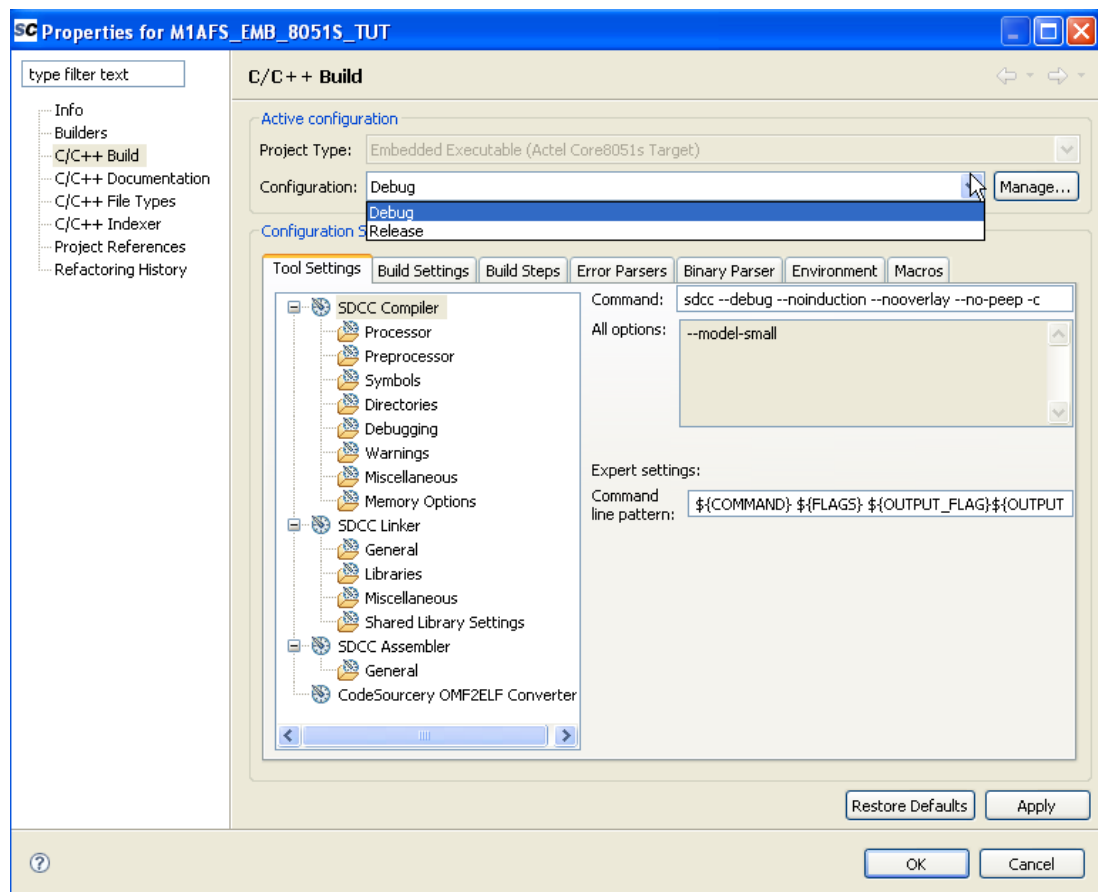 SC Properties for M1AFS_EMB_8051S_TUT
type filter text
Info
Builders
C/C++ Build
C/C++ Documentation
C/C++ File Types
C/C++ Indexer
Project References
Refactoring History
C/C++ Build
Active configuration
Project Type: Embedded Executable (Actel Core8051s Target)
Configuration: Debug Manage...
Debug
Release
Configuration S
Tool Settings Build Settings Build Steps Error Parsers Binary Parser Environment Macros
SDCC Compiler
Processor
Preprocessor
Symbols
Directories
Debugging
Warnings
Miscellaneous
Memory Options
SDCC Linker
General
Libraries
Miscellaneous
Shared Library Settings
SDCC Assembler
General
CodeSourcery OMF2ELF Converter
Command: sdcc --debug --noinduction --nooverlay --no-peep -c
All options: --model-small
Expert settings:
Command
line pattern: ${COMMAND} ${FLAGS} ${OUTPUT_FLAG}${OUTPUT
Restore Defaults Apply
? OK Cancel